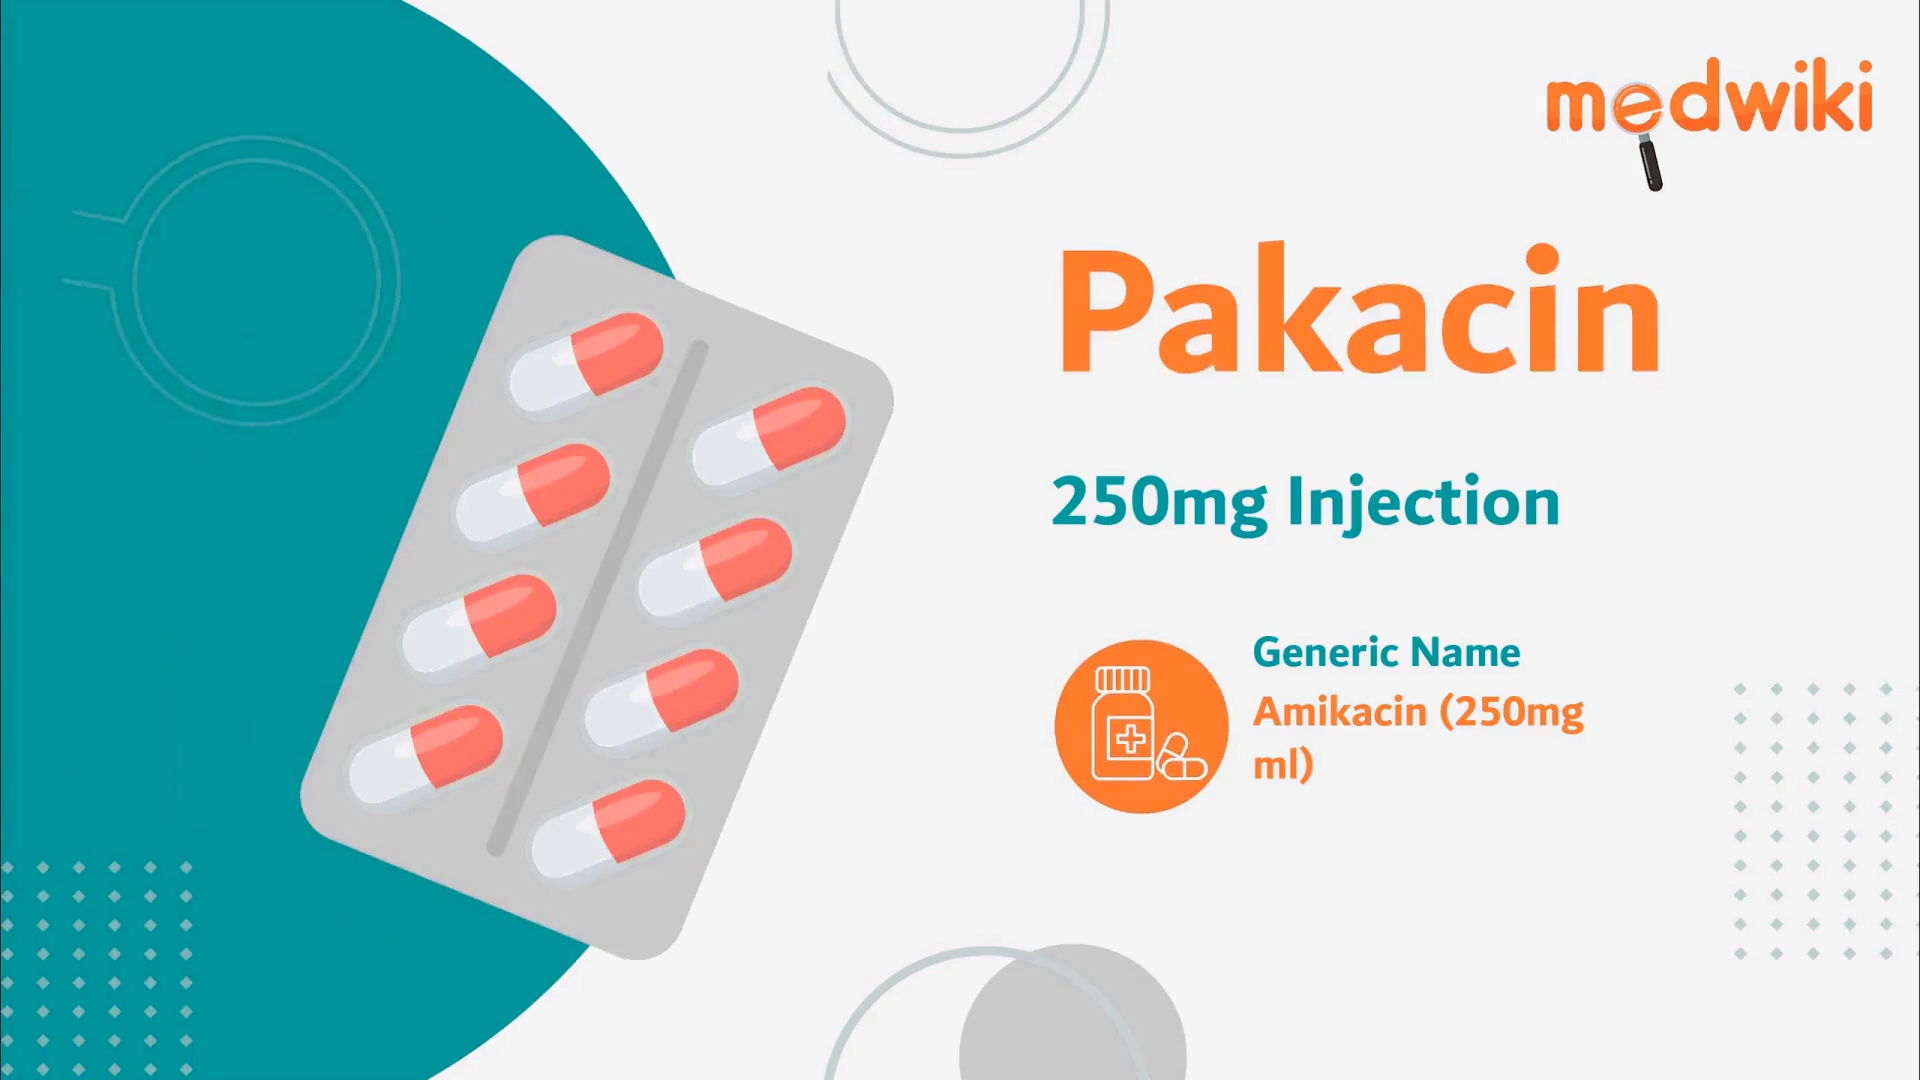 medwiki
Pakacin
250mg Injection
Generic Name
Amikacin (250mg
ml)